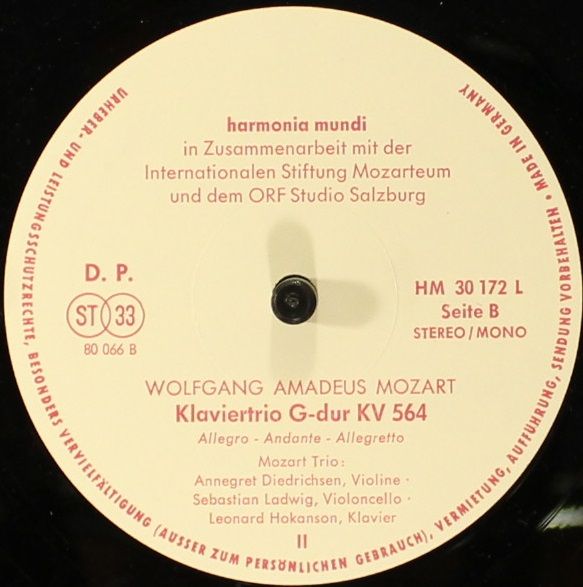 harmonia mundi
in Zusammenarbeit mit der
Internationalen Stiftung Mozarteum
und dem ORF Studio Salzburg
D. P.
ST 33
80 066 B
HM 30 172 L
Seite B
STEREO/MONO
WOLFGANG AMADEUS MOZART
Klaviertrio G-dur KV 564
Allegro - Andante - Allegretto
Mozart Trio:
Annegret Diedrichsen, Violine ·
Sebastian Ladwig, Violoncello ·
Leonard Hokanson, Klavier
II
URHEBER- UND LEISTUNGSSCHUTZRECHTE, BESONDERS VERVIELFÄLTIGUNG (AUSSER ZUM PERSÖNLICHEN GEBRAUCH), VERMIETUNG, AUFFÜHRUNG, SENDUNG VORBEHALTEN • MADE IN GERMANY